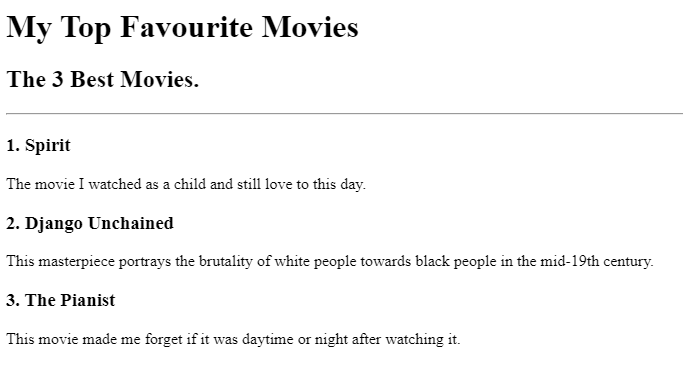 My Top Favourite Movies
The 3 Best Movies.
1. Spirit
The movie I watched as a child and still love to this day.
2. Django Unchained
This masterpiece portrays the brutality of white people towards black people in the mid-19th century.
3. The Pianist
This movie made me forget if it was daytime or night after watching it.